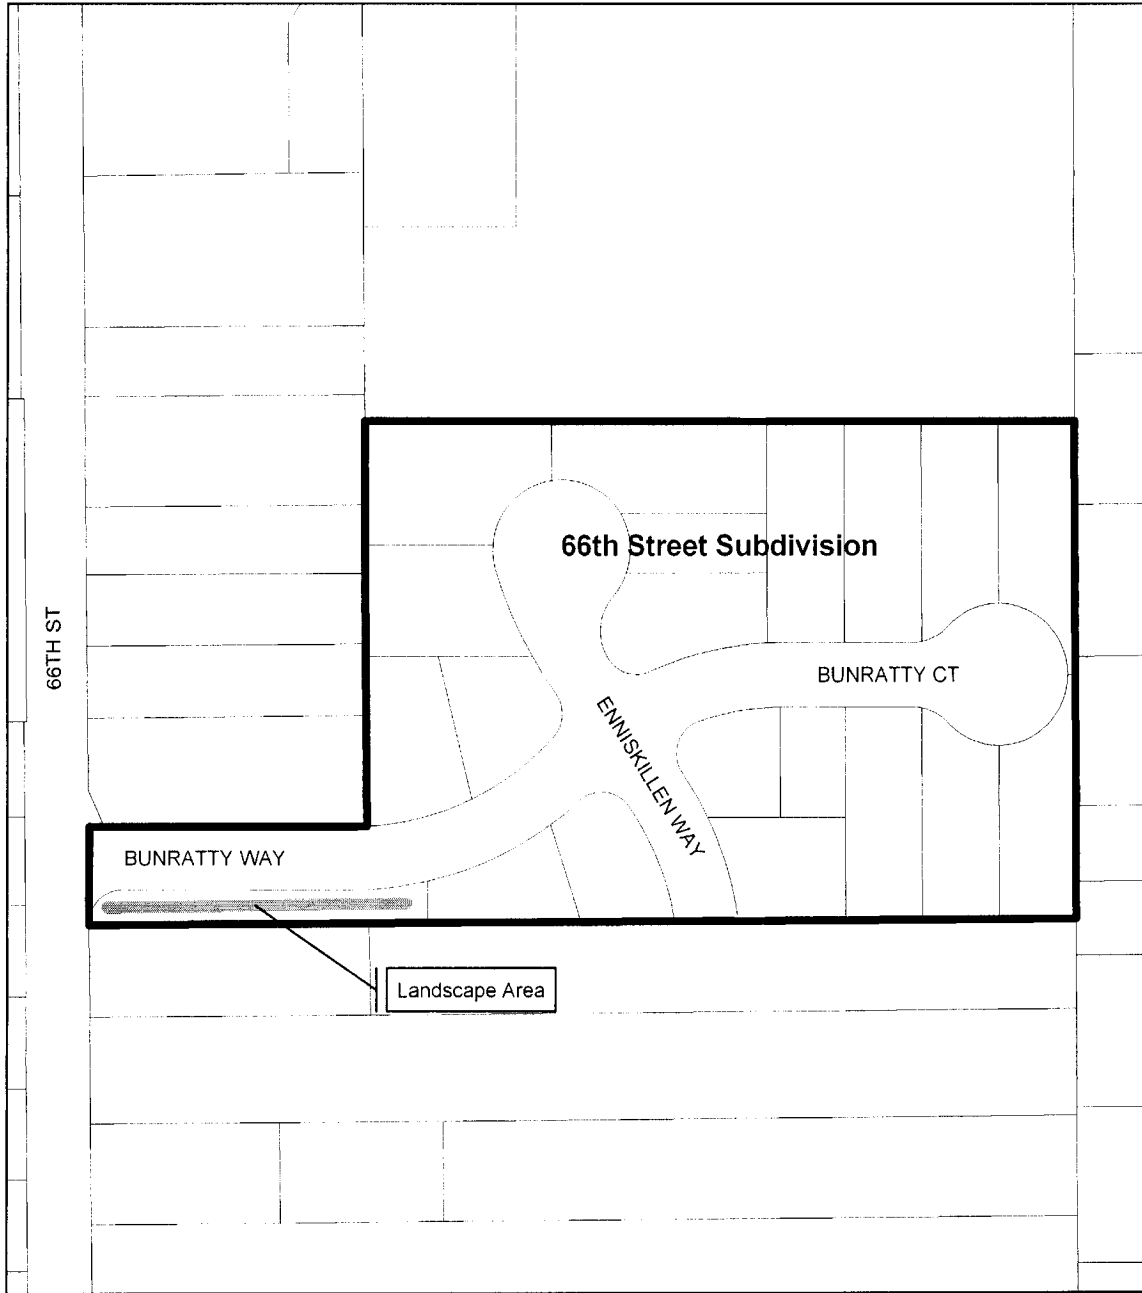 66th Street Subdivision
66TH ST
BUNRATTY CT
ENNISKILLEN WAY
BUNRATTY WAY
Landscape Area